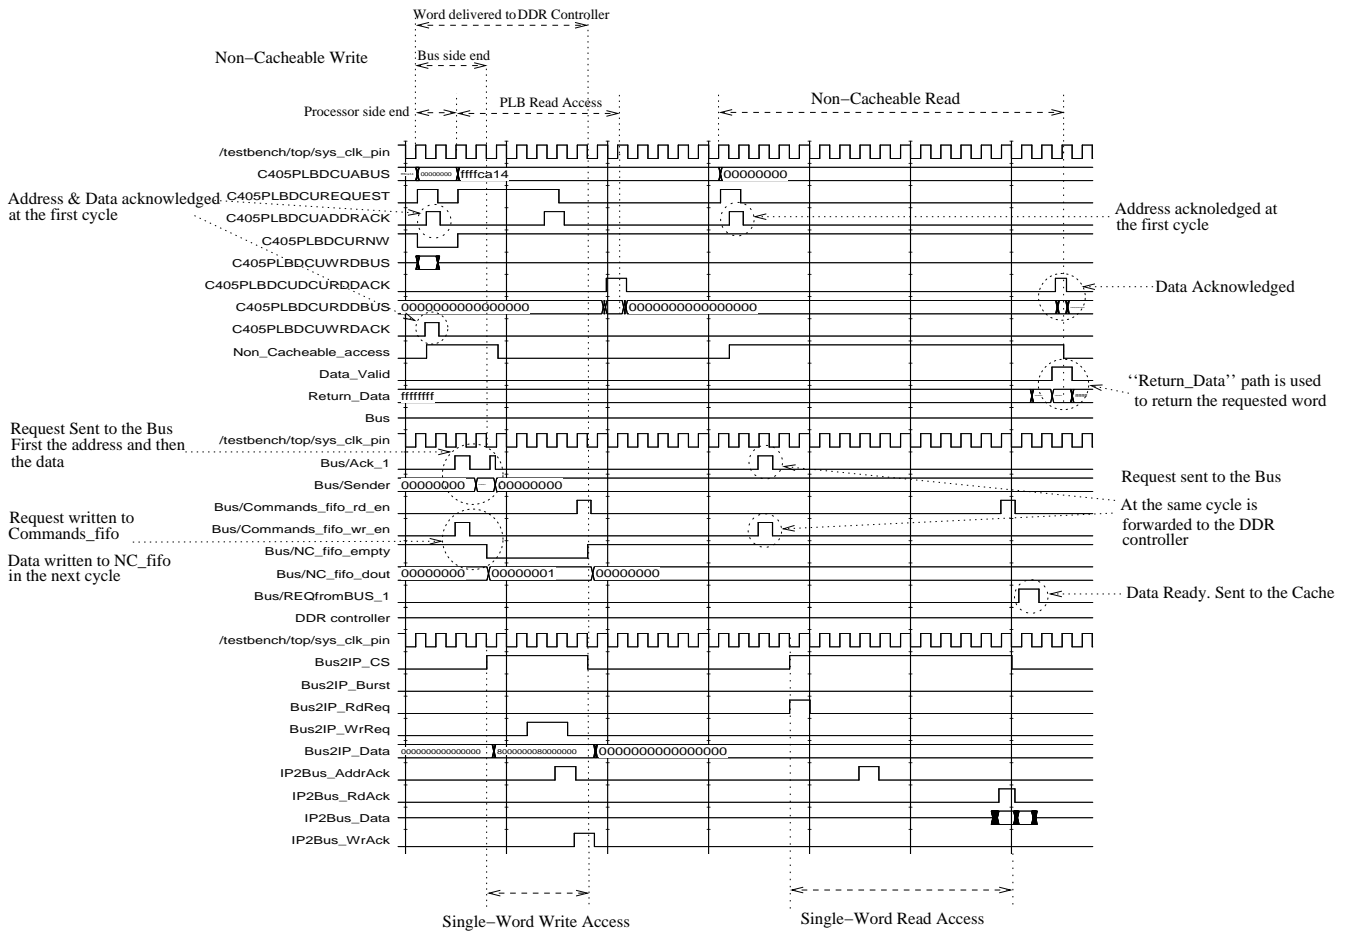 Word delivered to DDR Controller
Non−Cacheable Write
Bus side end
Processor side end
PLB Read Access
Non−Cacheable Read
/testbench/top/sys_clk_pin
C405PLBDCUABUS
00000000
ffffca14
00000000
C405PLBDCUREQUEST
Address & Data acknowledged
at the first cycle
C405PLBDCUADDRACK
Address acknoledged at
the first cycle
C405PLBDCURNW
C405PLBDCUWRDBUS
C405PLBDCUDCURDDACK
Data Acknowledged
C405PLBDCURDDBUS
0000000000000000
0000000000000000
C405PLBDCUWRDACK
Non_Cacheable_access
Data_Valid
‘‘Return_Data’’ path is used
to return the requested word
Return_Data
ffffffff
Bus
Request Sent to the Bus
First the address and then
the data
/testbench/top/sys_clk_pin
Bus/Ack_1
Request sent to the Bus
Bus/Sender
00000000
00000000
Bus/Commands_fifo_rd_en
At the same cycle is
forwarded to the DDR
controller
Request written to
Commands_fifo
Bus/Commands_fifo_wr_en
Bus/NC_fifo_empty
Data written to NC_fifo
in the next cycle
Bus/NC_fifo_dout
00000000
00000001
00000000
Bus/REQfromBUS_1
Data Ready. Sent to the Cache
DDR controller
/testbench/top/sys_clk_pin
Bus2IP_CS
Bus2IP_Burst
Bus2IP_RdReq
Bus2IP_WrReq
Bus2IP_Data
0000000000000000
8000000080000000
0000000000000000
IP2Bus_AddrAck
IP2Bus_RdAck
IP2Bus_Data
IP2Bus_WrAck
Single−Word Write Access
Single−Word Read Access